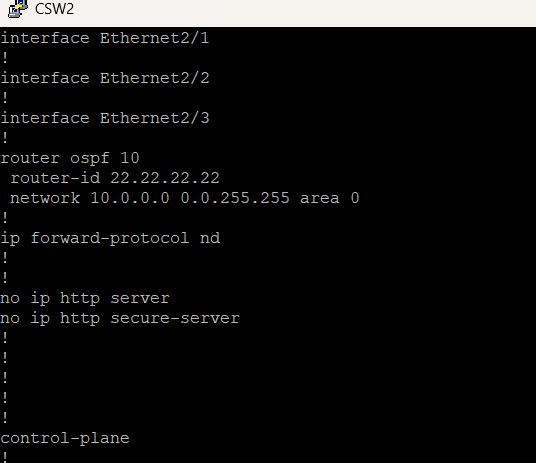 CSW2
interface Ethernet2/1
!
interface Ethernet2/2
!
interface Ethernet2/3
!
router ospf 10
 router-id 22.22.22.22
 network 10.0.0.0 0.0.255.255 area 0
!
ip forward-protocol nd
!
!
no ip http server
no ip http secure-server
!
!
!
!
!
control-plane
!